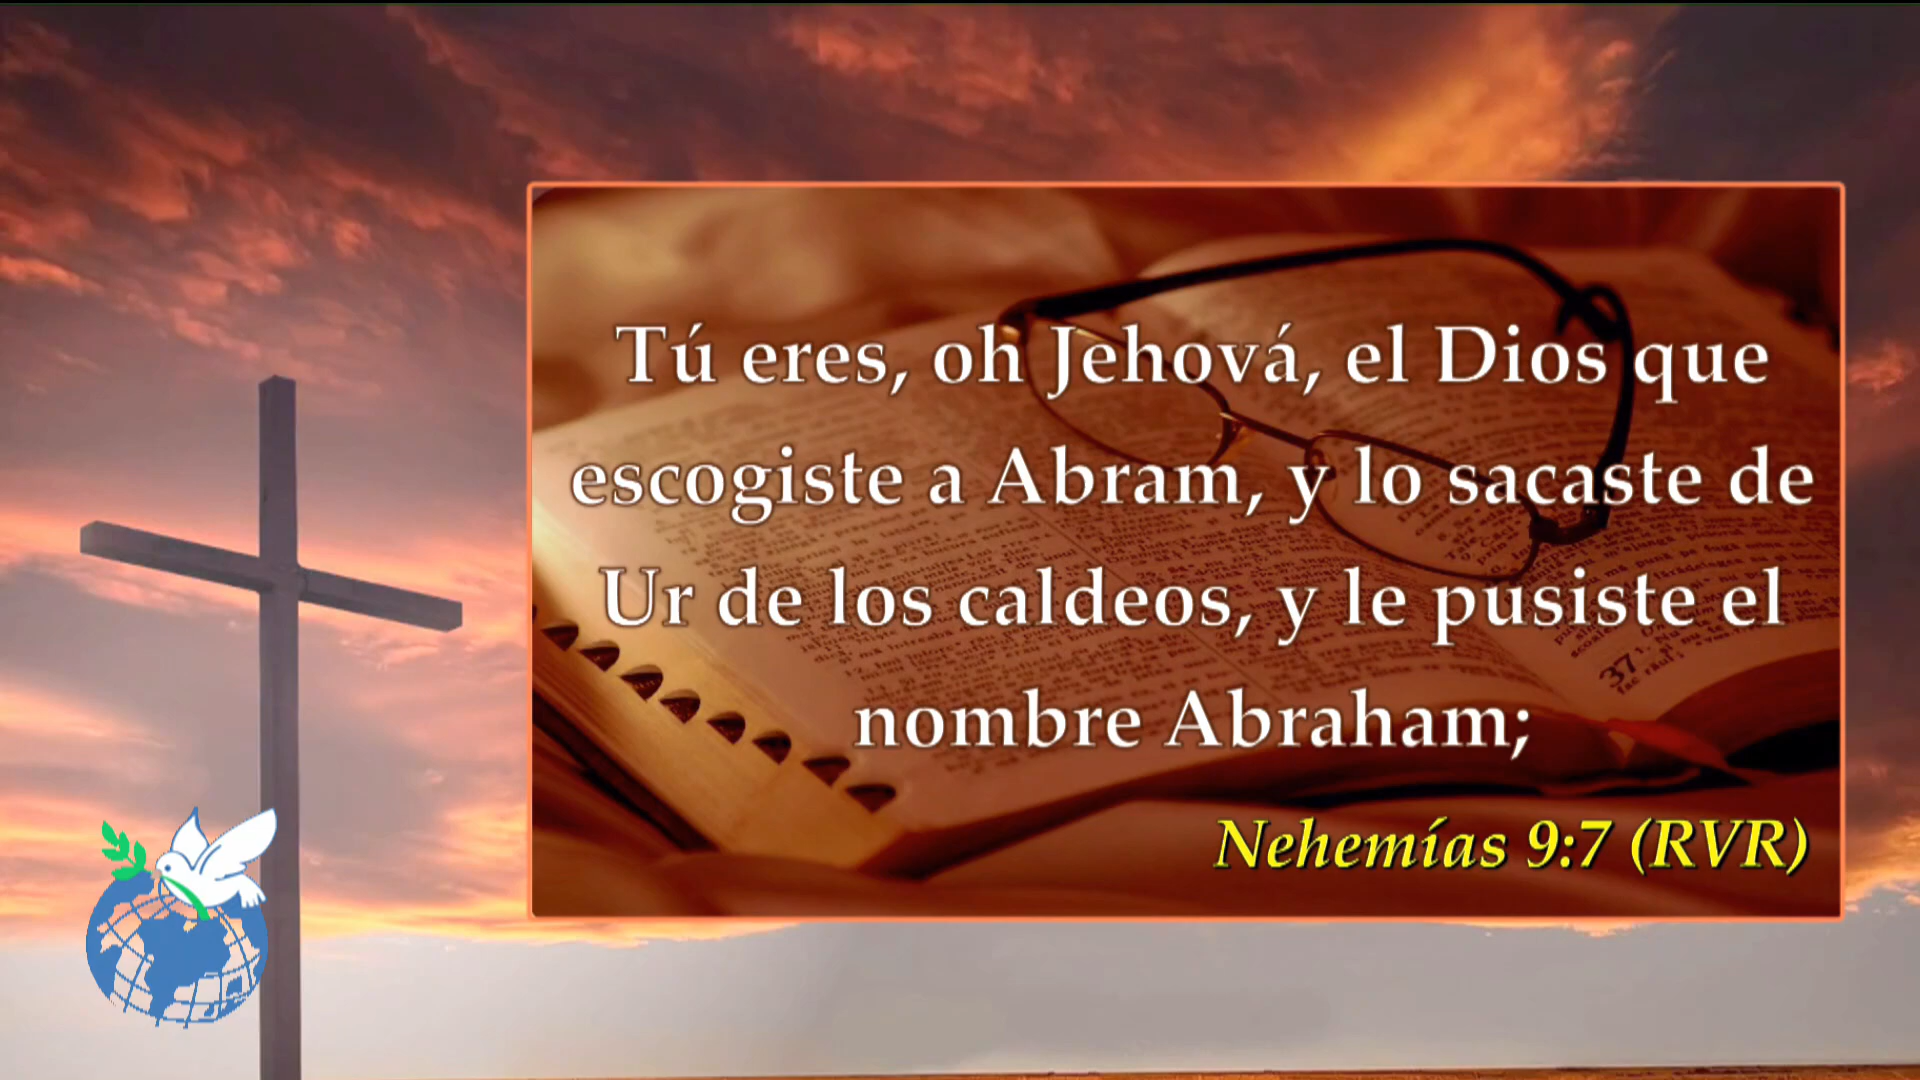 Tú eres, oh Jehová, el Dios que
escogiste a Abram, y lo sacaste de
Ur de los caldeos, y le pusiste el
nombre Abraham;
Nehemías 9:7 (RVR)
37